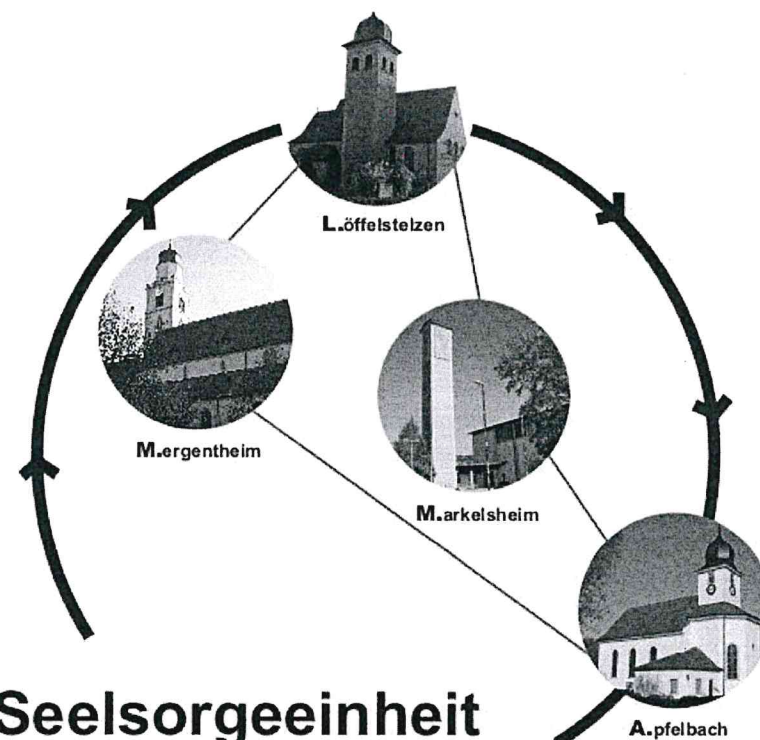 L.öffelstelzen
M.ergentheim
M.arkelsheim
A.pfelbach
Seelsorgeeinheit